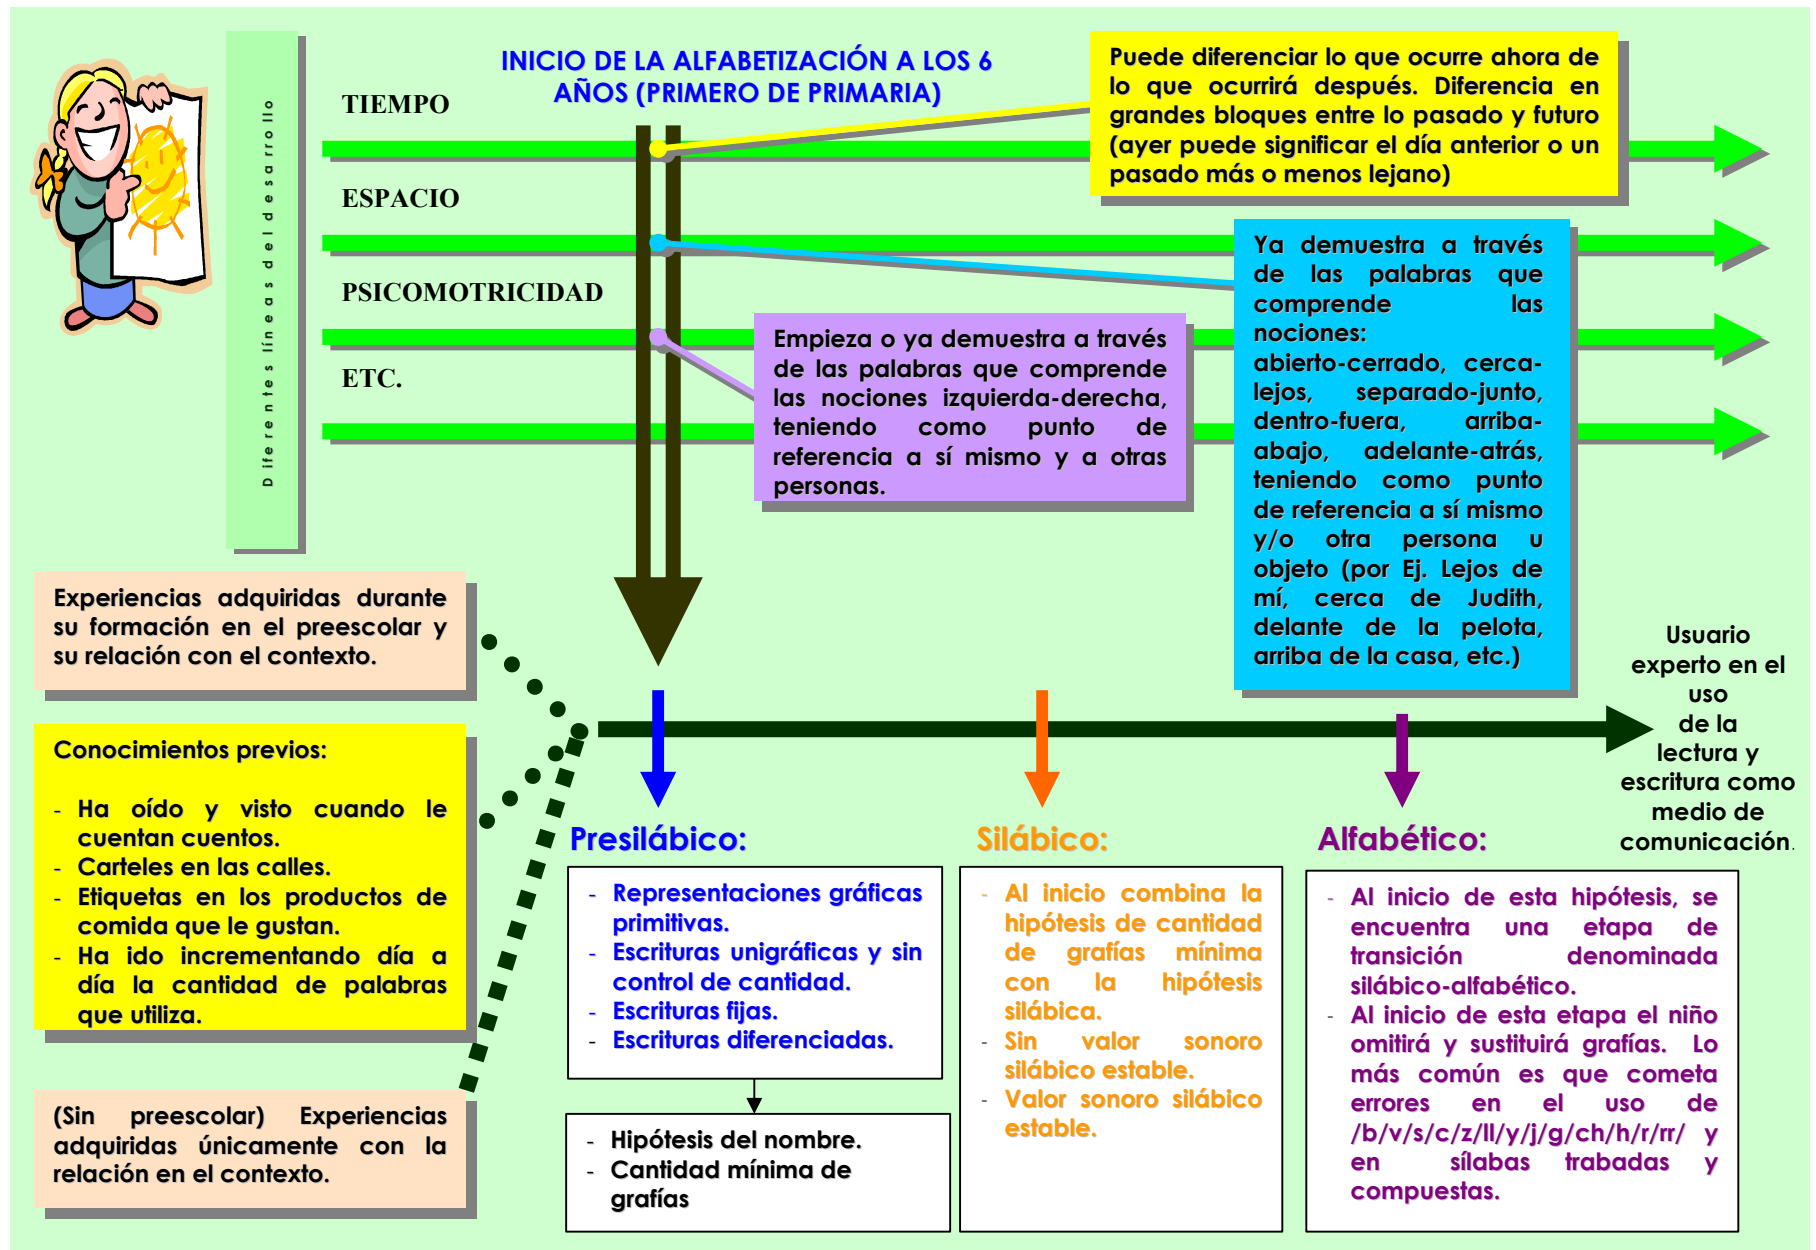 Diferentes líneas del desarrollo
INICIO DE LA ALFABETIZACIÓN A LOS 6
AÑOS (PRIMERO DE PRIMARIA)
TIEMPO
ESPACIO
PSICOMOTRICIDAD
ETC.
Puede diferenciar lo que ocurre ahora de
lo que ocurrirá después. Diferencia en
grandes bloques entre lo pasado y futuro
(ayer puede significar el día anterior o un
pasado más o menos lejano)
Ya demuestra a través
de las palabras que
comprende las
nociones:
abierto-cerrado, cerca-
lejos, separado-junto,
dentro-fuera, arriba-
abajo, adelante-atrás,
teniendo como punto
de referencia a sí mismo
y/o otra persona u
objeto (por Ej. Lejos de
mí, cerca de Judith,
delante de la pelota,
arriba de la casa, etc.)
Empieza o ya demuestra a través
de las palabras que comprende
las nociones izquierda-derecha,
teniendo como punto de
referencia a sí mismo y a otras
personas.
Experiencias adquiridas durante
su formación en el preescolar y
su relación con el contexto.
Conocimientos previos:
- Ha oído y visto cuando le
cuentan cuentos.
- Carteles en las calles.
- Etiquetas en los productos de
comida que le gustan.
- Ha ido incrementando día a
día la cantidad de palabras
que utiliza.
(Sin preescolar) Experiencias
adquiridas únicamente con la
relación en el contexto.
Usuario
experto en el
uso
de la
lectura y
escritura como
medio de
comunicación.
Presilábico:
- Representaciones gráficas
primitivas.
- Escrituras unigráficas y sin
control de cantidad.
- Escrituras fijas.
- Escrituras diferenciadas.
- Hipótesis del nombre.
- Cantidad mínima de
grafías
Silábico:
- Al inicio combina la
hipótesis de cantidad
de grafías mínima
con la hipótesis
silábica.
- Sin valor sonoro
silábico estable.
- Valor sonoro silábico
estable.
Alfabético:
- Al inicio de esta hipótesis, se
encuentra una etapa de
transición denominada
silábico-alfabético.
- Al inicio de esta etapa el niño
omitirá y sustituirá grafías. Lo
más común es que cometa
errores en el uso de
/b/v/s/c/z/ll/y/j/g/ch/h/r/rr/ y
en sílabas trabadas y
compuestas.